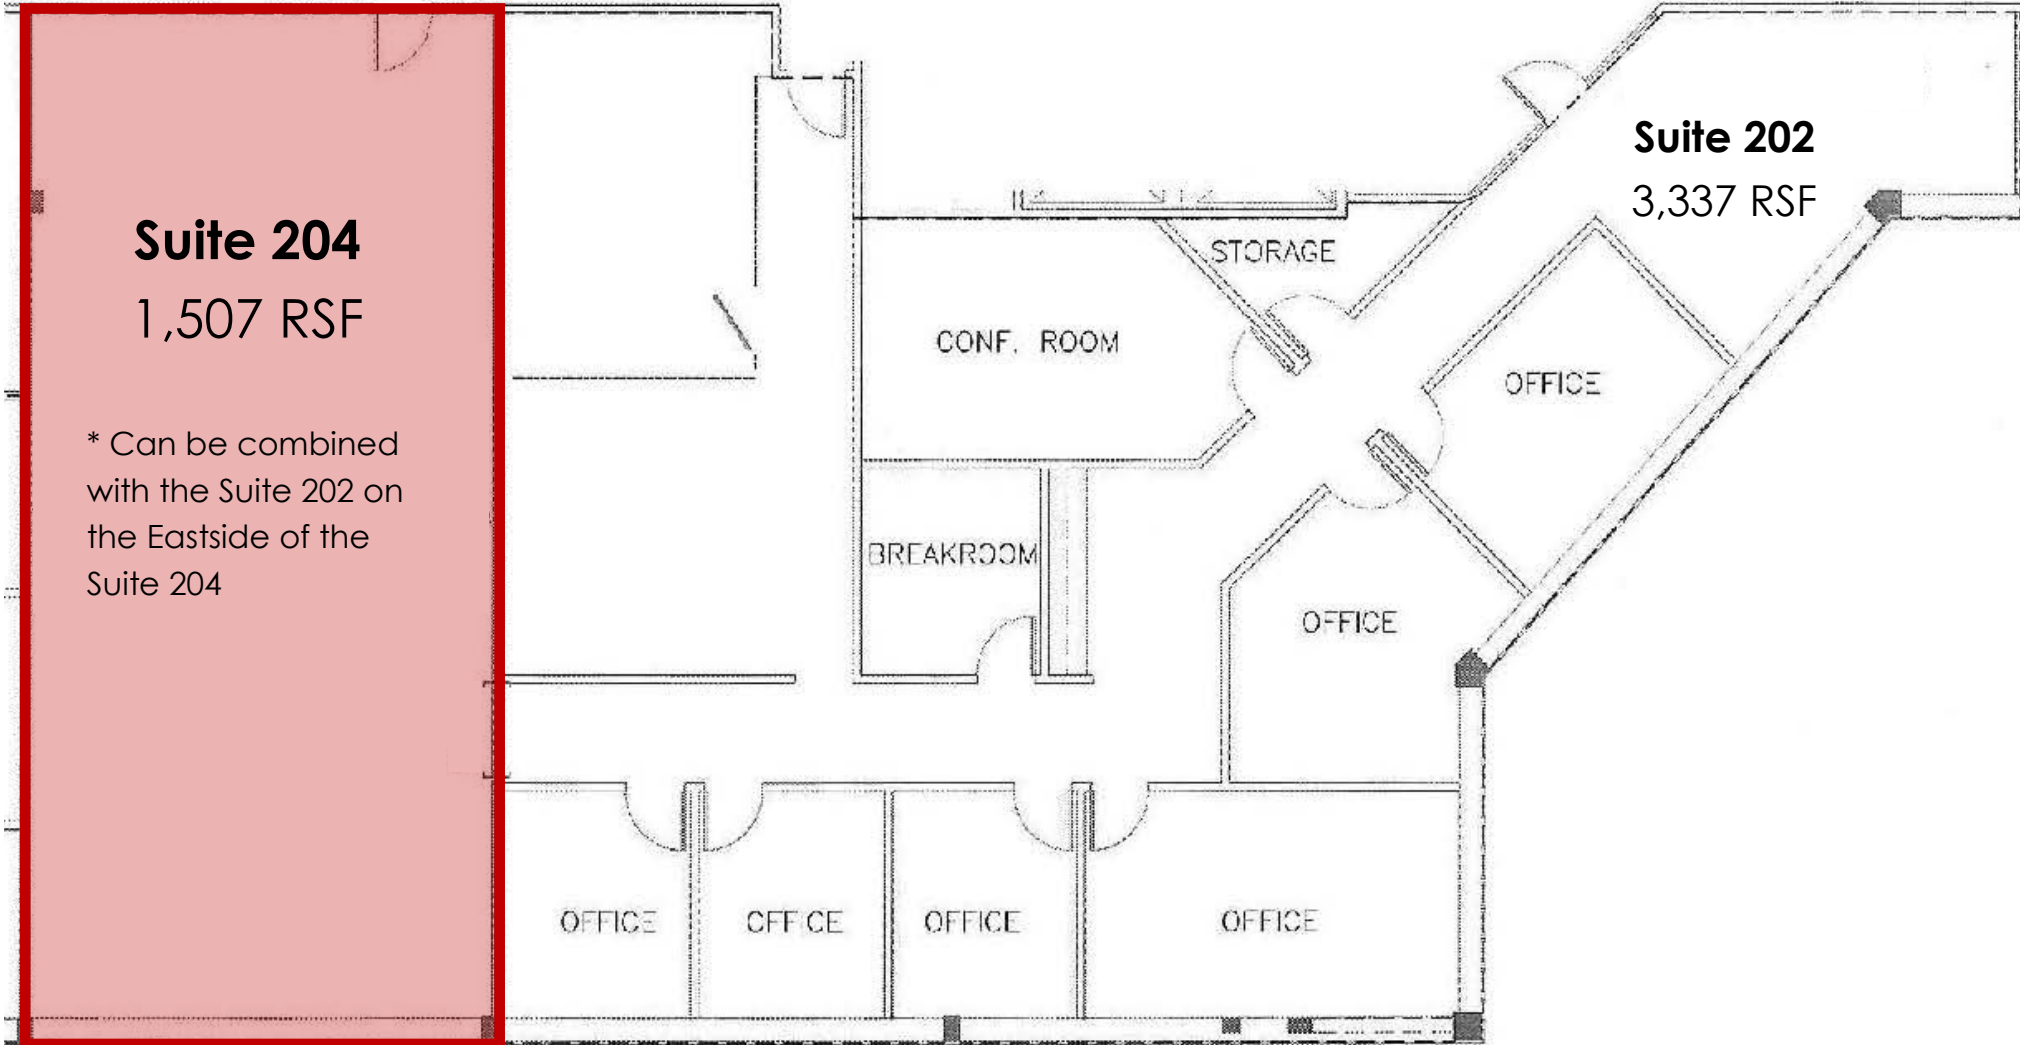 Suite 204
1,507 RSF
* Can be combined
with the Suite 202 on
the Eastside of the
Suite 204
Suite 202
3,337 RSF
STORAGE
CONF. ROOM
OFFICE
BREAKROOM
OFFICE
OFFICE
OFFICE
OFFICE
OFFICE